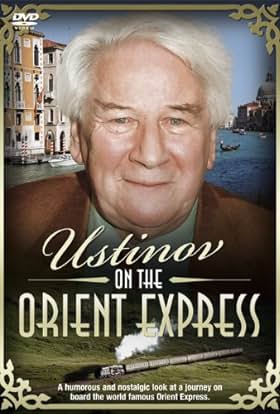 DVD
VIDEO
Ustinov
ON THE
ORIENT EXPRESS
A humorous and nostalgic look at a journey on
board the world famous Orient Express.